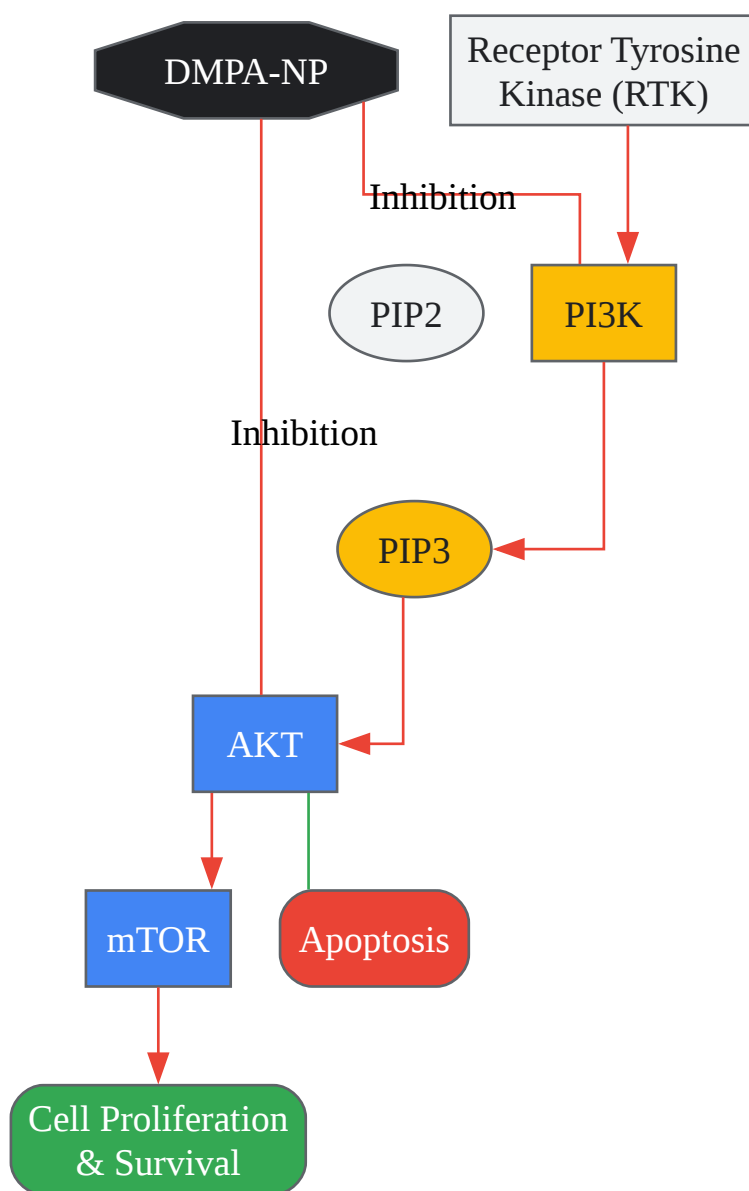 DMPA-NP
Receptor Tyrosine
Kinase (RTK)
Inhibition
PIP2
PI3K
Inhibition
PIP3
AKT
mTOR
Apoptosis
Cell Proliferation
& Survival